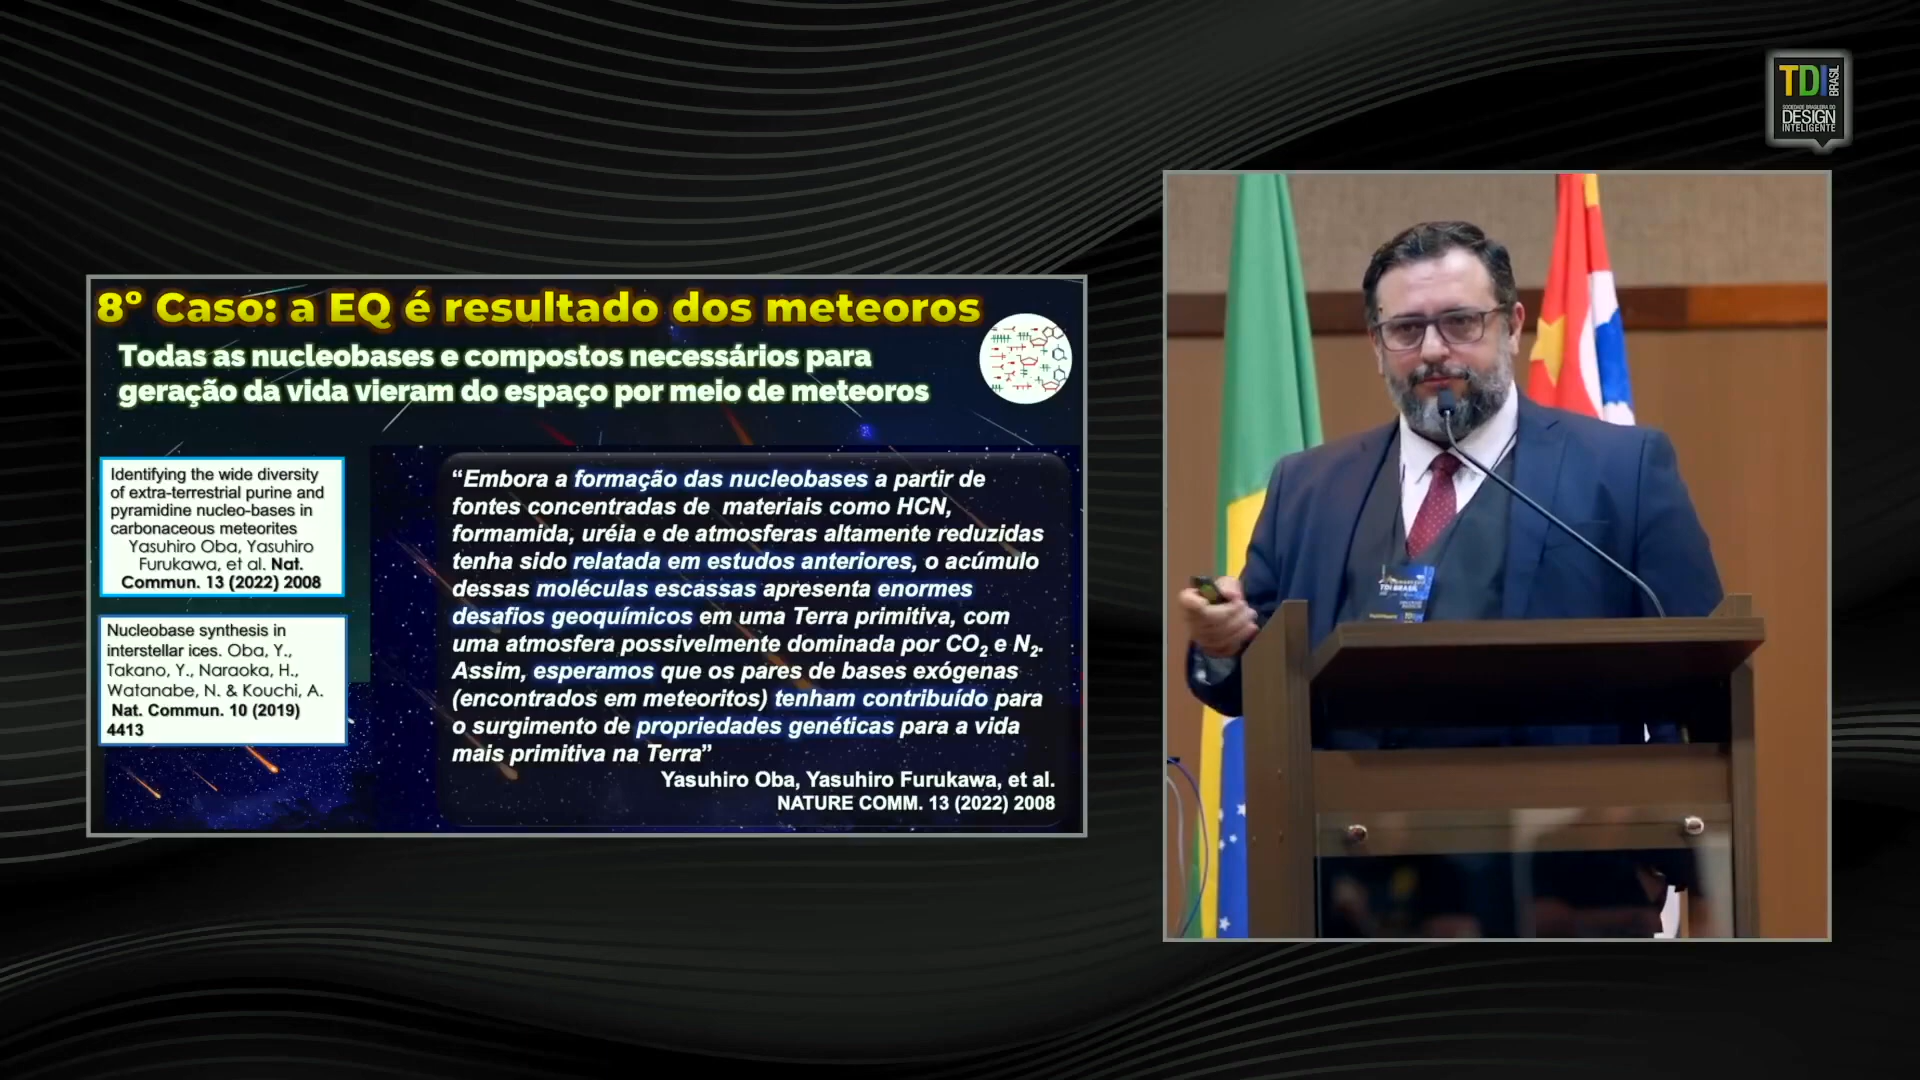 8º Caso: a EQ é resultado dos meteoros
Todas as nucleobases e compostos necessários para
geração da vida vieram do espaço por meio de meteoros
Identifying the wide diversity
of extra-terrestrial purine and
pyramidine nucleo-bases in
carbonaceous meteorites
Yasuhiro Oba, Yasuhiro
Furukawa, et al. Nat.
Commun. 13 (2022) 2008
Nucleobase synthesis in
interstellar ices. Oba, Y.,
Takano, Y., Naraoka, H.,
Watanabe, N. & Kouchi, A.
Nat. Commun. 10 (2019)
4413
“Embora a formação das nucleobases a partir de
fontes concentradas de materiais como HCN,
formamida, uréia e de atmosferas altamente reduzidas
tenha sido relatada em estudos anteriores, o acúmulo
dessas moléculas escassas apresenta enormes
desafios geoquímicos em uma Terra primitiva, com
uma atmosfera possivelmente dominada por CO₂ e N₂.
Assim, esperamos que os pares de bases exógenas
(encontrados em meteoritos) tenham contribuído para
o surgimento de propriedades genéticas para a vida
mais primitiva na Terra”
Yasuhiro Oba, Yasuhiro Furukawa, et al.
NATURE COMM. 13 (2022) 2008
TDI BRASIL
SOCIEDADE BRASILEIRA DO
DESIGN
INTELIGENTE
TDI BRASIL